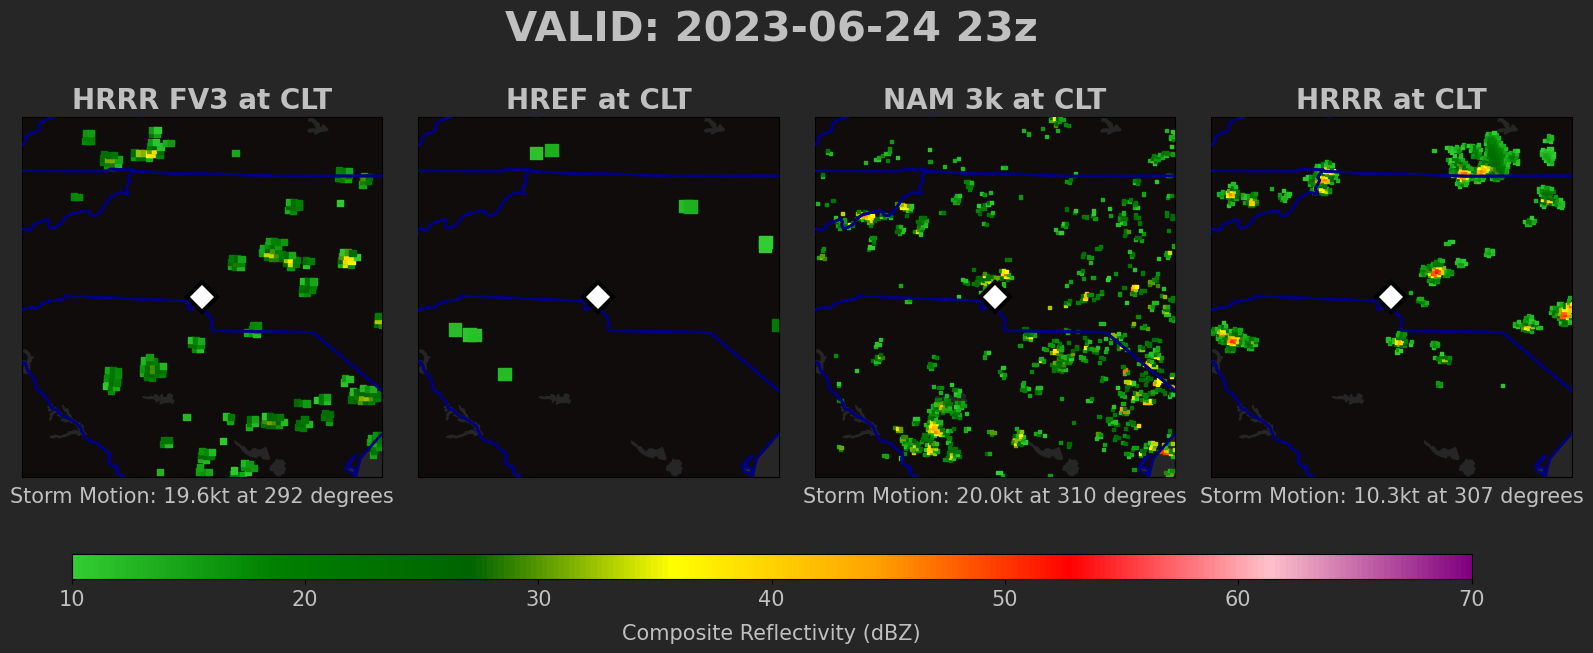 VALID: 2023-06-24 23z
HRRR FV3 at CLT
HREF at CLT
NAM 3k at CLT
HRRR at CLT
Storm Motion: 19.6kt at 292 degrees
Storm Motion: 20.0kt at 310 degrees
Storm Motion: 10.3kt at 307 degrees
10 20 30 40 50 60 70
Composite Reflectivity (dBZ)